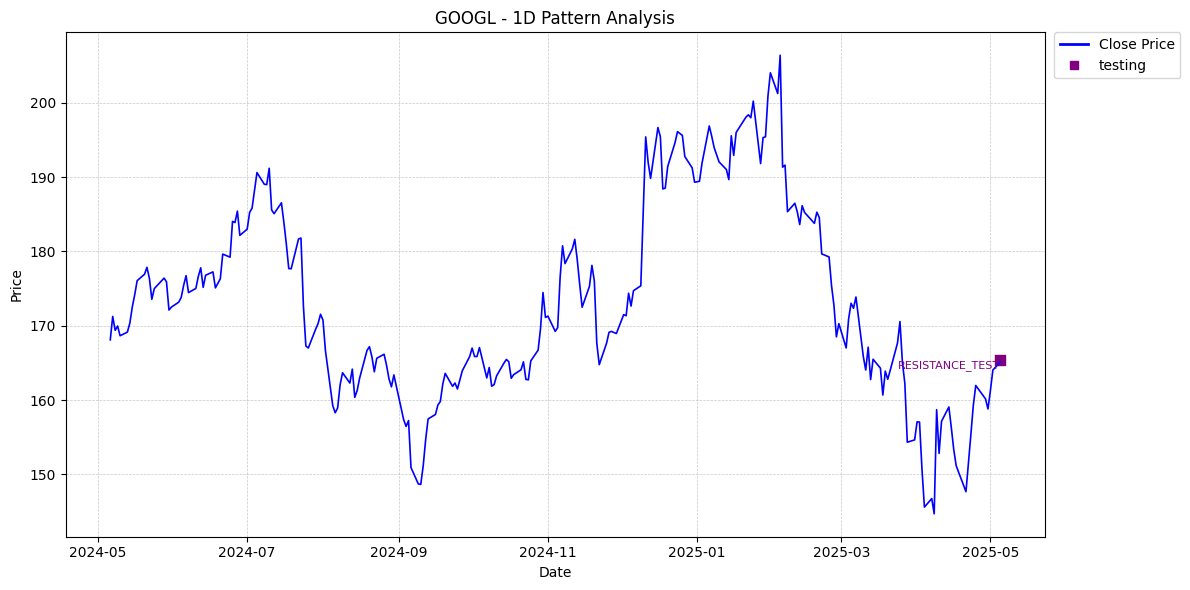 GOOGL - 1D Pattern Analysis
Close Price
testing
200
190
180
170
160
150
Price
RESISTANCE_TEST
2024-05
2024-07
2024-09
2024-11
2025-01
2025-03
2025-05
Date